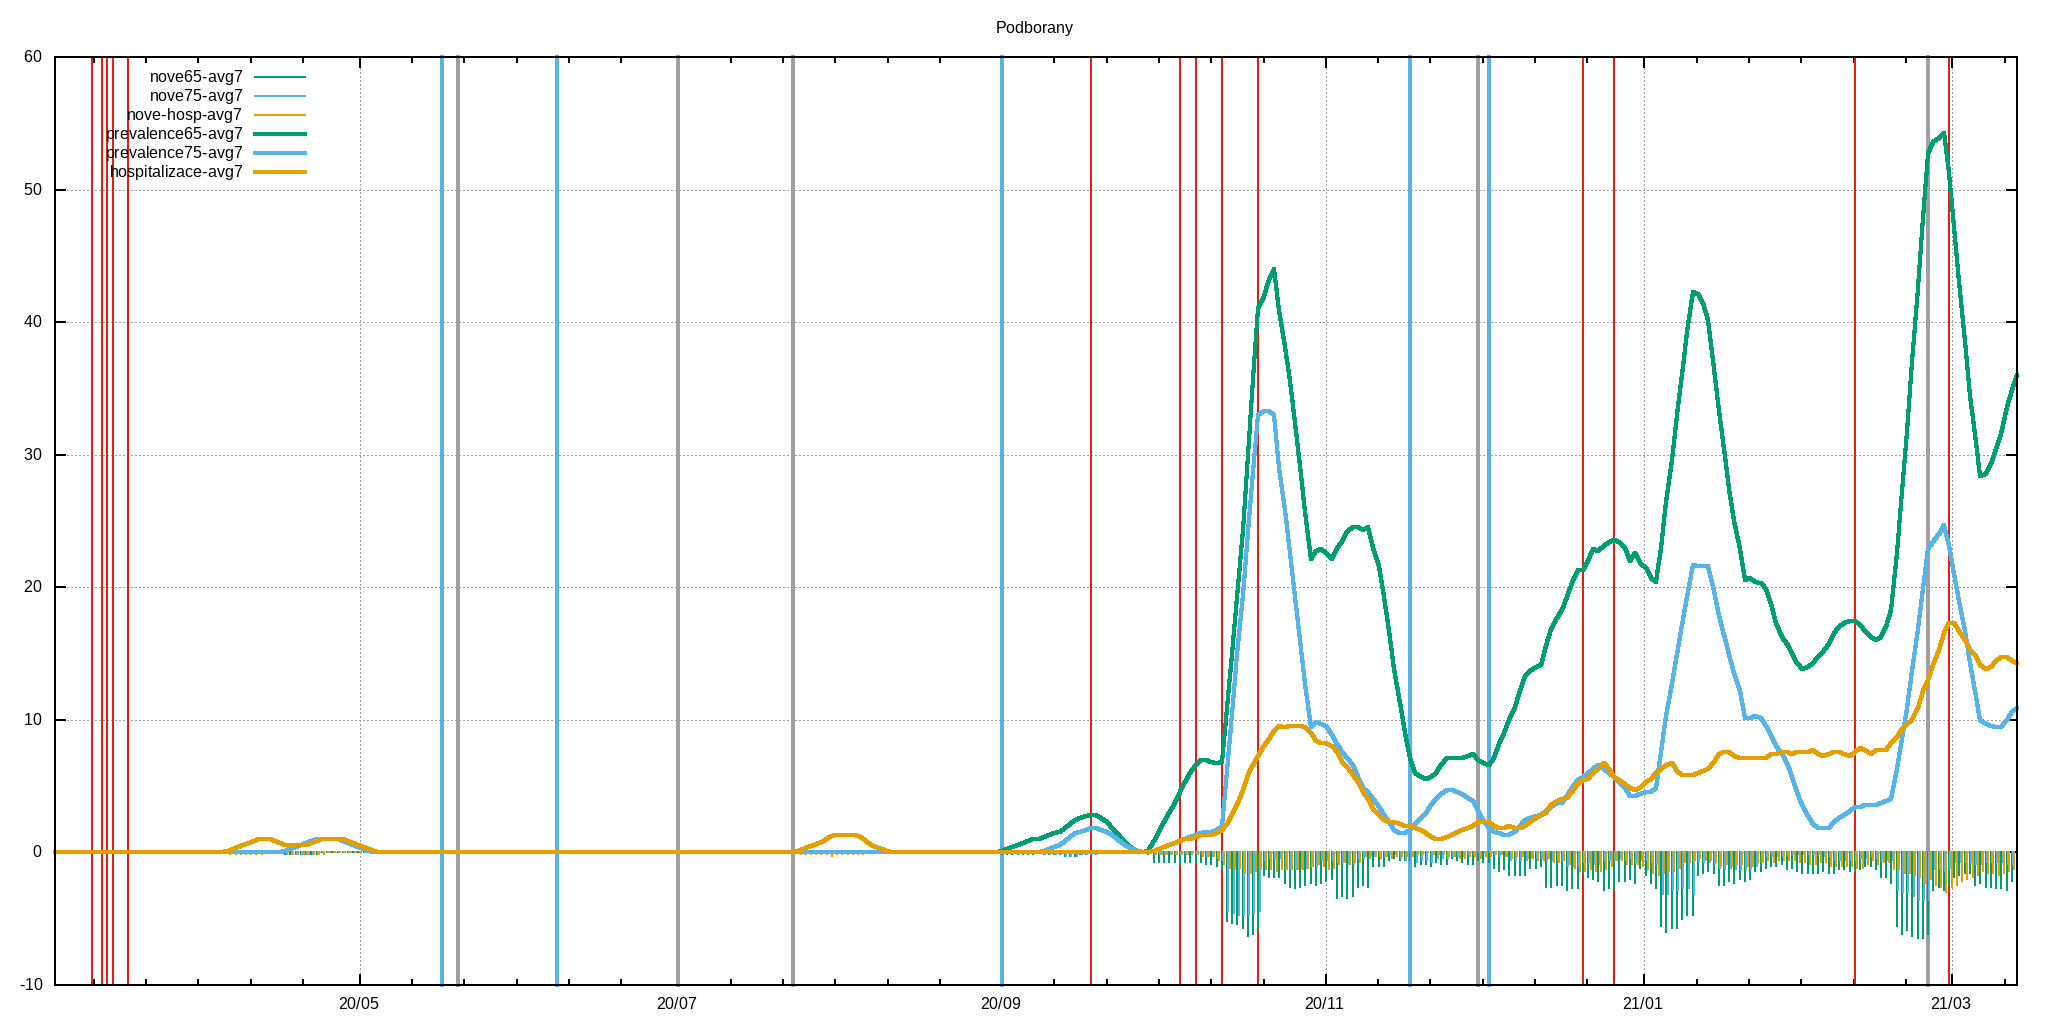 Podborany
60
nove65-avg7
nove75-avg7
nove-hosp-avg7
prevalence65-avg7
prevalence75-avg7
hospitalizace-avg7
50
40
30
20
10
0
-10
20/05 20/07 20/09 20/11 21/01 21/03